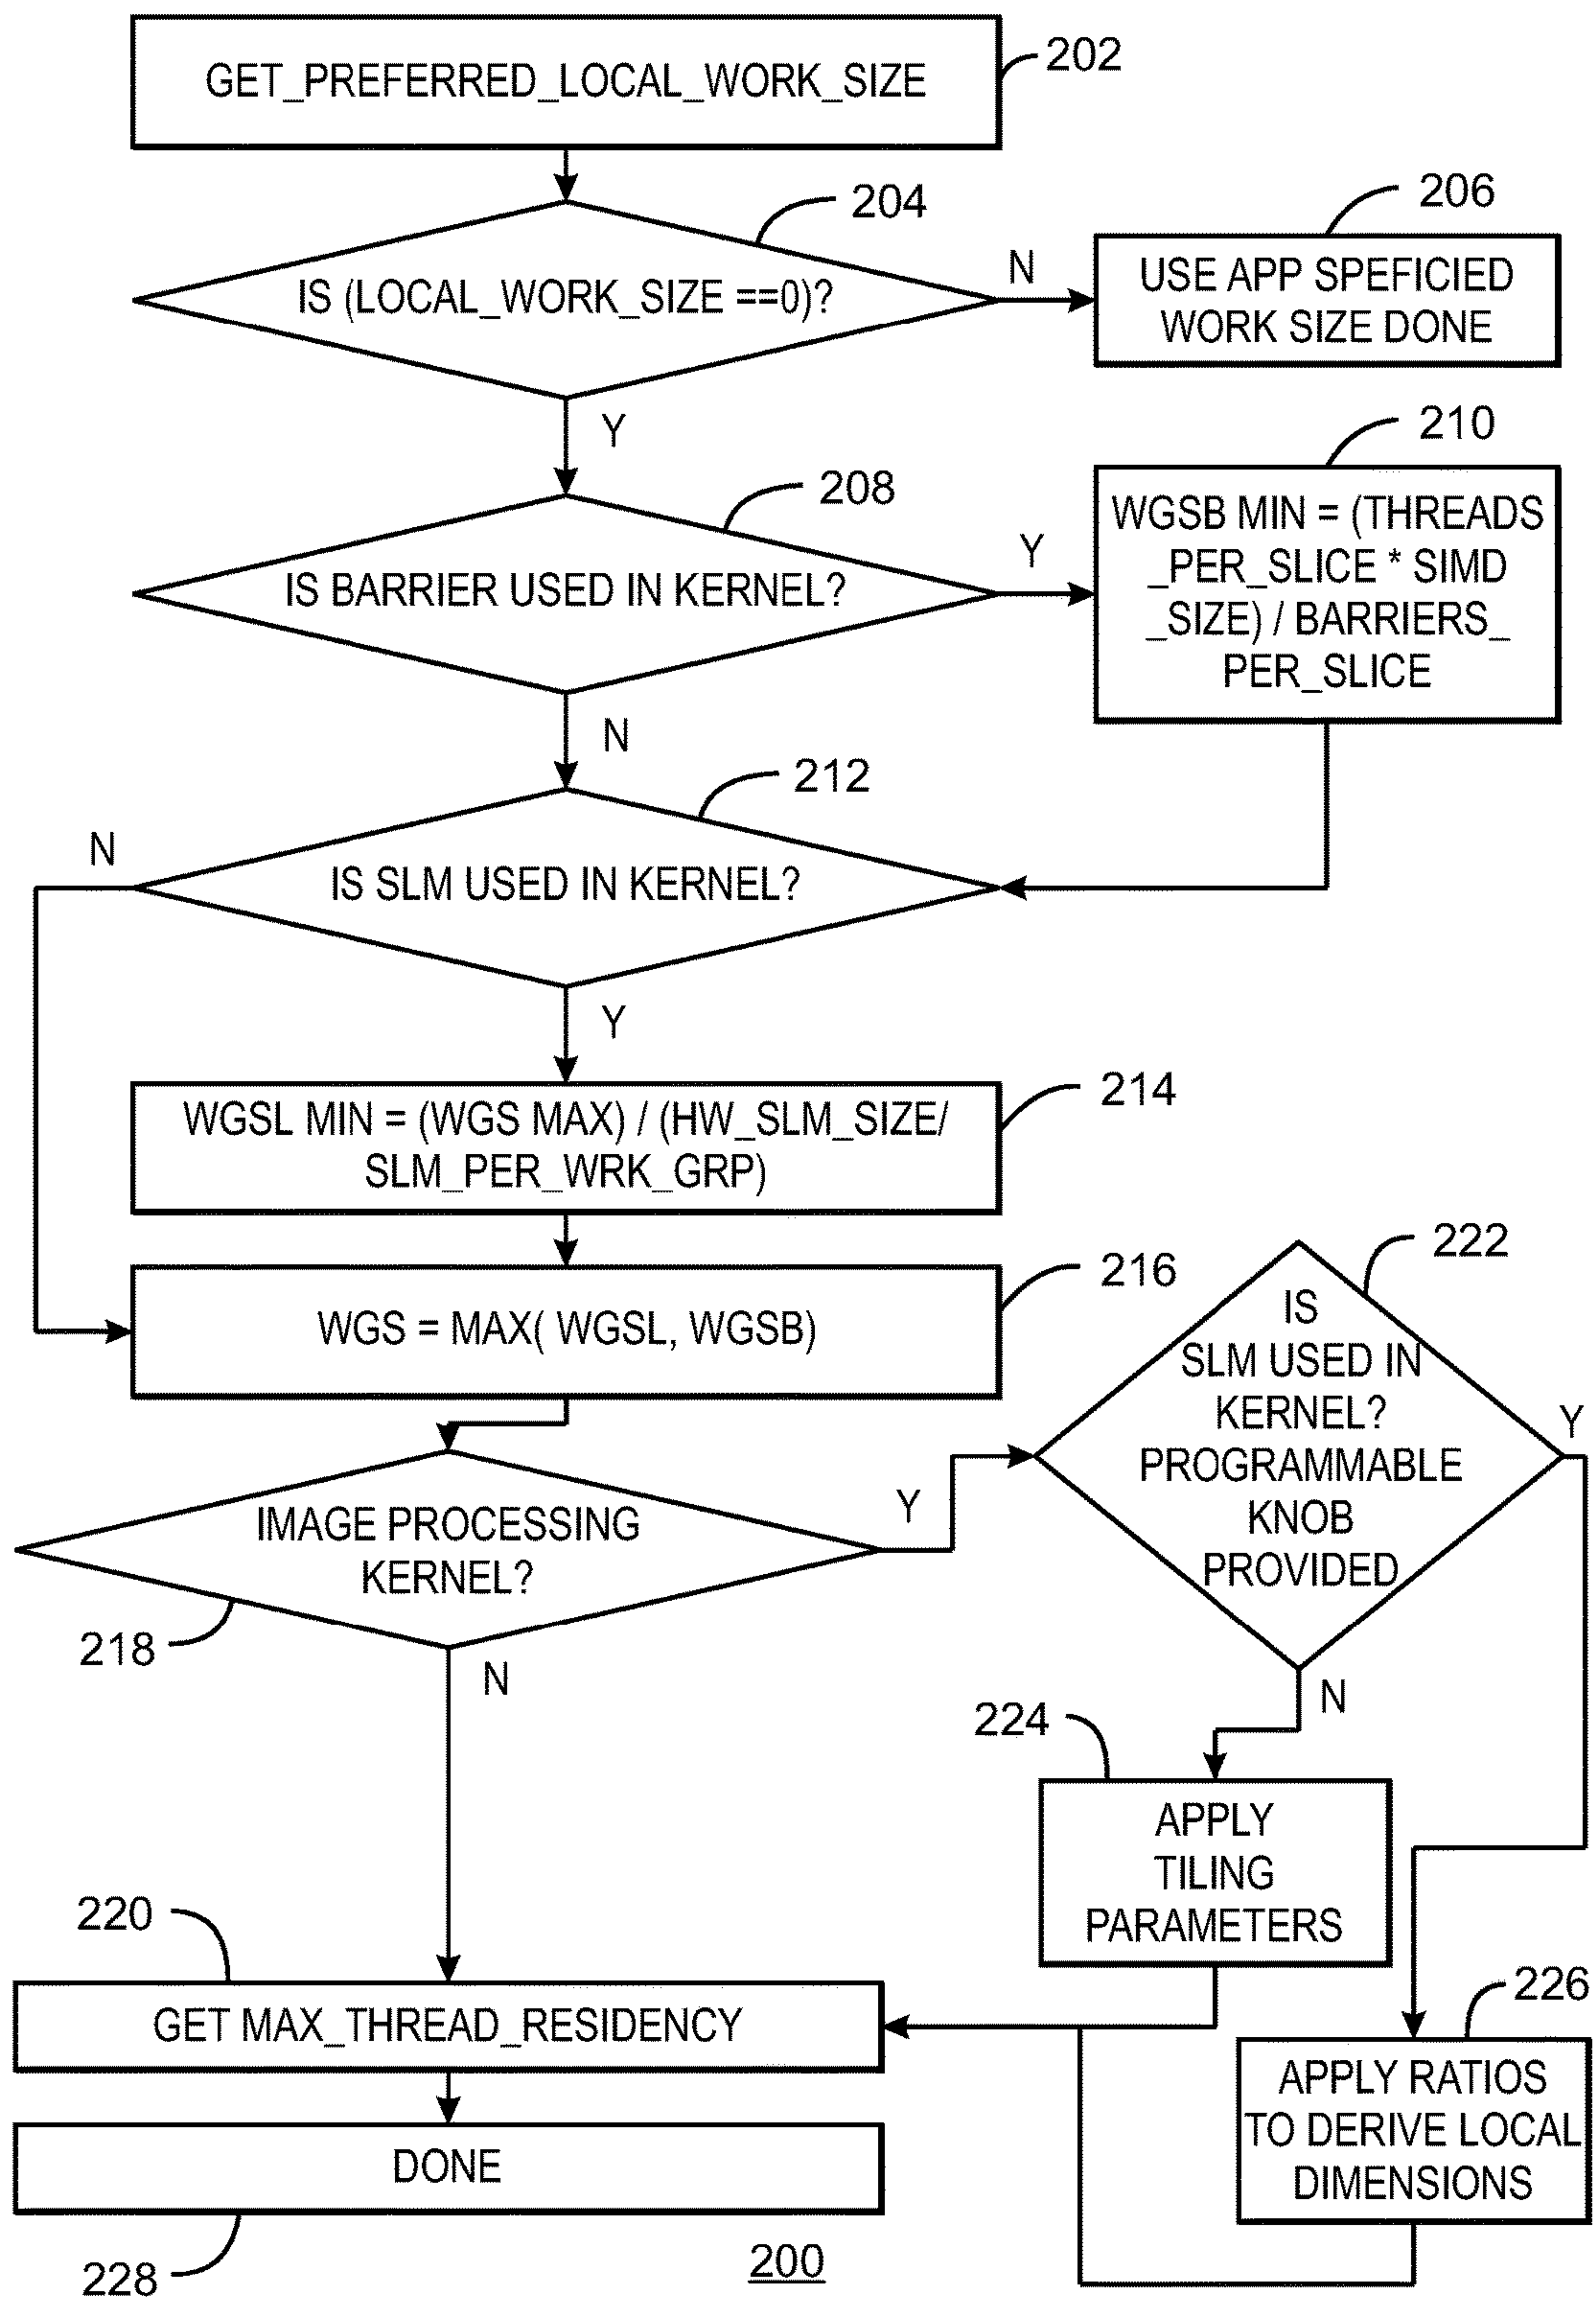 GET_PREFERRED_LOCAL_WORK_SIZE
202
204
IS (LOCAL_WORK_SIZE ==0)?
N
206
USE APP SPEFICIED
WORK SIZE DONE
Y
208
IS BARRIER USED IN KERNEL?
Y
210
WGSB MIN = (THREADS
_PER_SLICE * SIMD
_SIZE) / BARRIERS_
PER_SLICE
N
212
N
IS SLM USED IN KERNEL?
Y
214
WGSL MIN = (WGS MAX) / (HW_SLM_SIZE/
SLM_PER_WRK_GRP)
216
WGS = MAX( WGSL, WGSB)
222
IS
SLM USED IN
KERNEL?
PROGRAMMABLE
KNOB
PROVIDED
Y
IMAGE PROCESSING
KERNEL?
Y
218
N
N
224
APPLY
TILING
PARAMETERS
220
GET MAX_THREAD_RESIDENCY
226
APPLY RATIOS
TO DERIVE LOCAL
DIMENSIONS
DONE
228
200